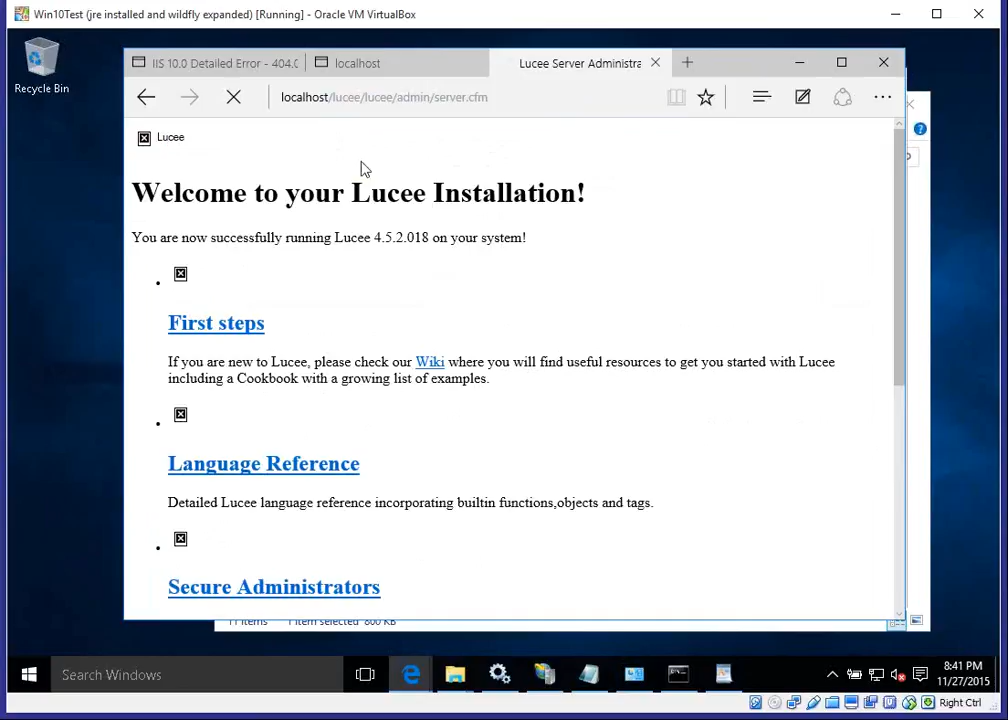 Win10Test (jre installed and wildfly expanded) [Running] - Oracle VM VirtualBox
Recycle Bin
IIS 10.0 Detailed Error - 404.0
localhost
Lucee Server Administra
localhost/lucee/lucee/admin/server.cfm
Lucee
Welcome to your Lucee Installation!
You are now successfully running Lucee 4.5.2.018 on your system!
First steps
If you are new to Lucee, please check our Wiki where you will find useful resources to get you started with Lucee
including a Cookbook with a growing list of examples.
Language Reference
Detailed Lucee language reference incorporating builtin functions,objects and tags.
Secure Administrators
11 items 1 item selected 800 KB
Search Windows
8:41 PM
11/27/2015
Right Ctrl